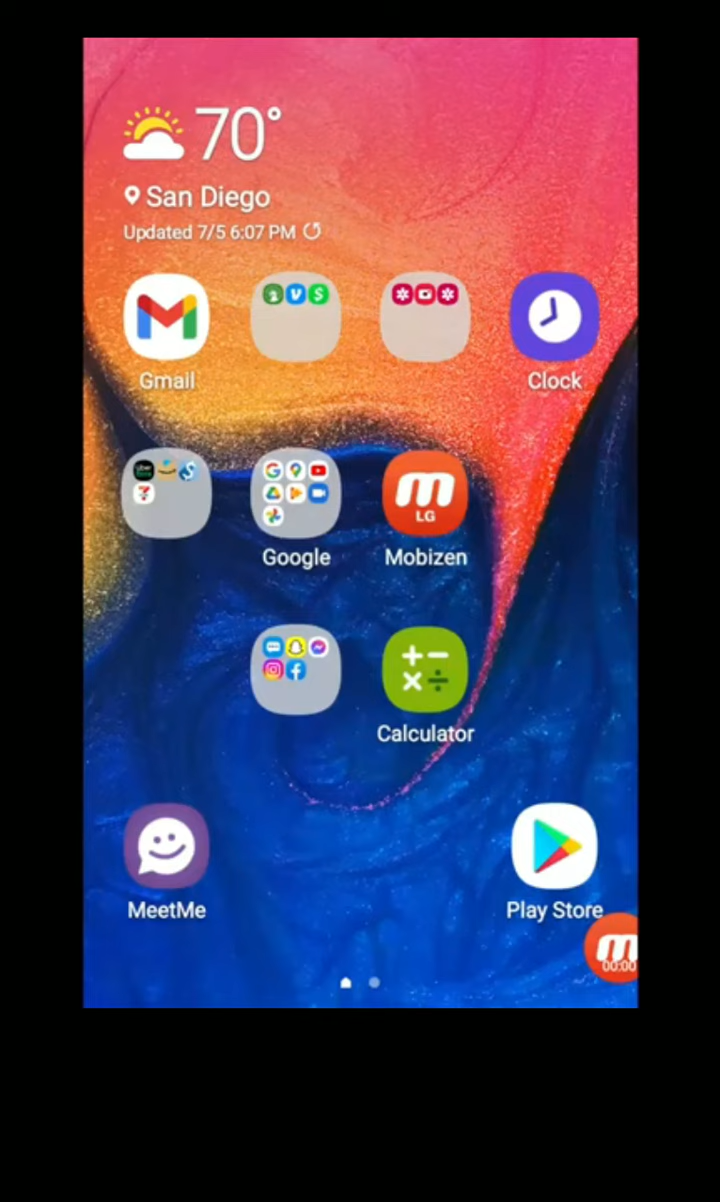 70°
San Diego
Updated 7/5 6:07 PM
Gmail
Clock
LG
Google
Mobizen
Calculator
MeetMe
Play Store
00:00